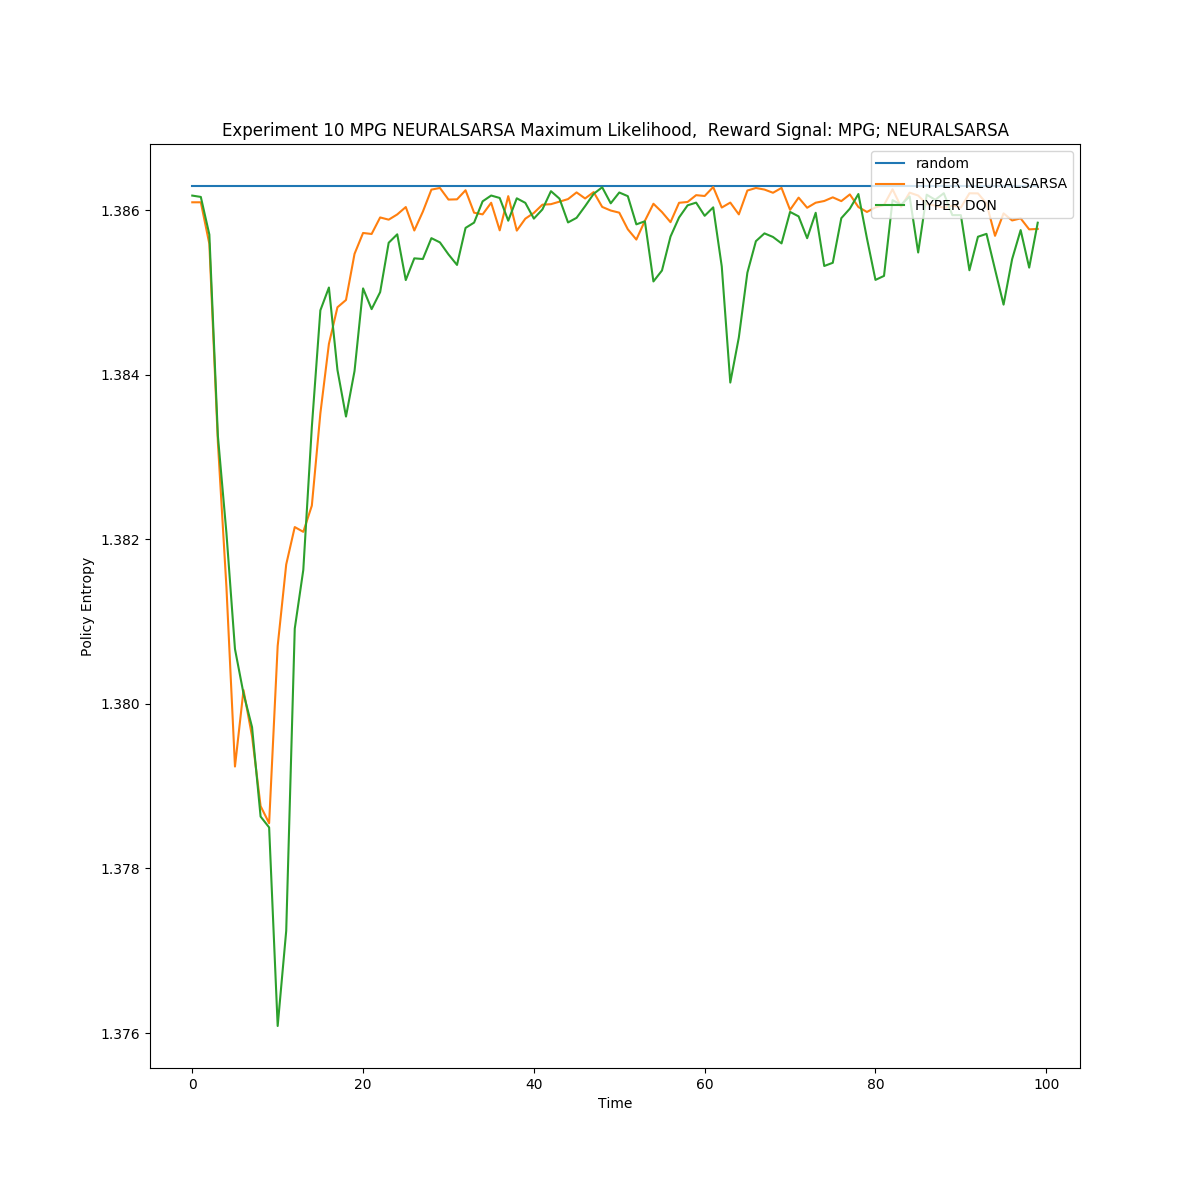 Experiment 10 MPG NEURALSARSA Maximum Likelihood,  Reward Signal: MPG; NEURALSARSA
random
HYPER NEURALSARSA
HYPER DQN
1.386
1.384
1.382
1.380
1.378
1.376
Policy Entropy
0 20 40 60 80 100
Time